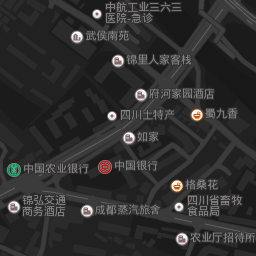 中航工业三六三
医院-急诊
武侯南苑
锦里人家客栈
府河家园酒店
四川土特产
蜀九香
如家
中国农业银行
中国银行
格桑花
锦弘交通
商务酒店
成都蒸汽旅舍
四川省畜牧
食品局
农业厅招待所